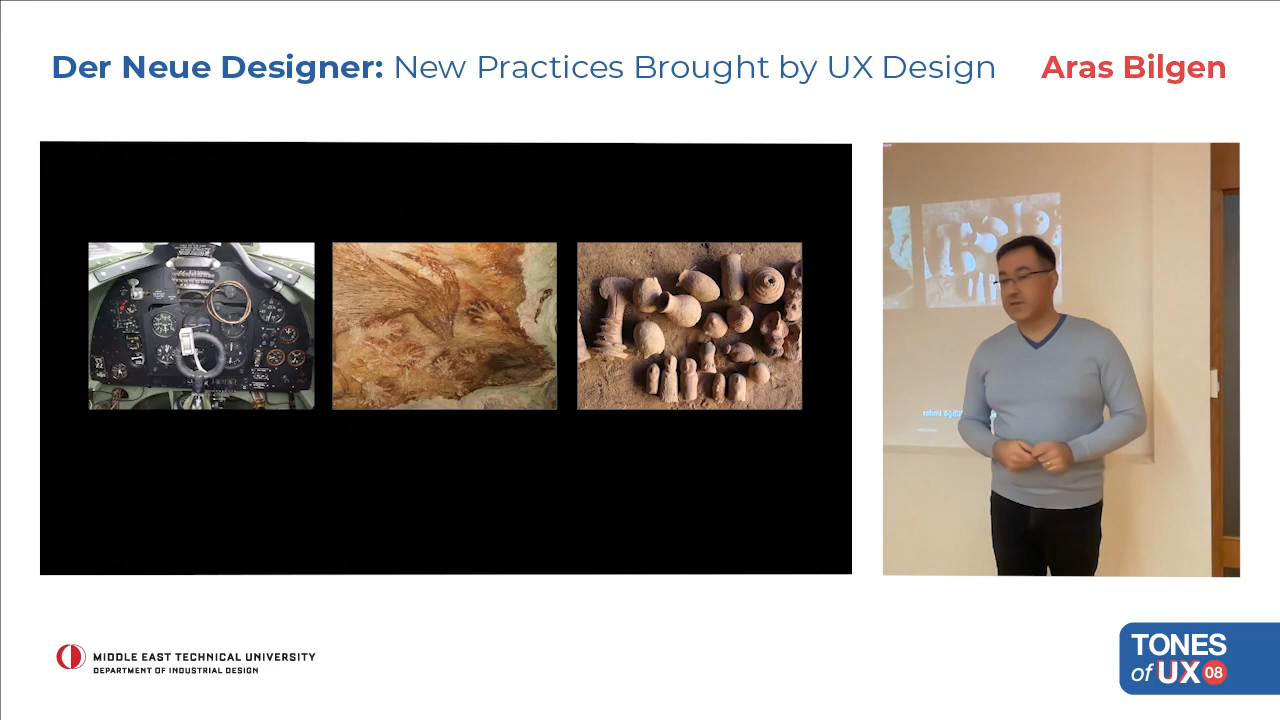 Der Neue Designer: New Practices Brought by UX Design
Aras Bilgen
MIDDLE EAST TECHNICAL UNIVERSITY
DEPARTMENT OF INDUSTRIAL DESIGN
TONES
of UX 08